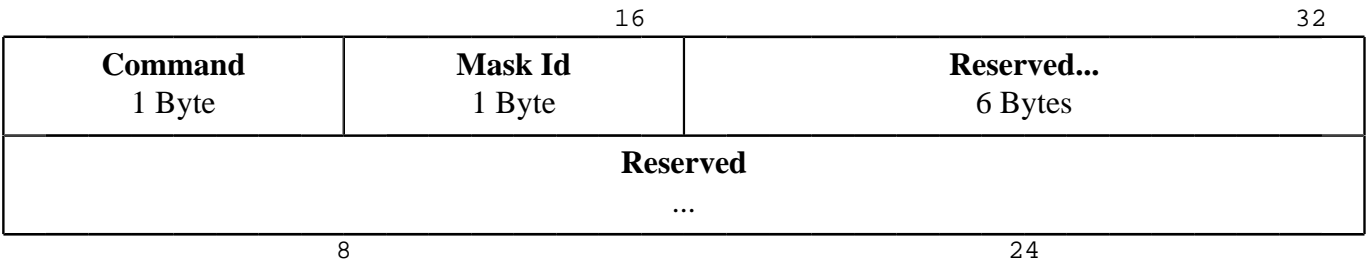 16 32
Command Mask Id Reserved...
1 Byte 1 Byte 6 Bytes
Reserved
...
8 24